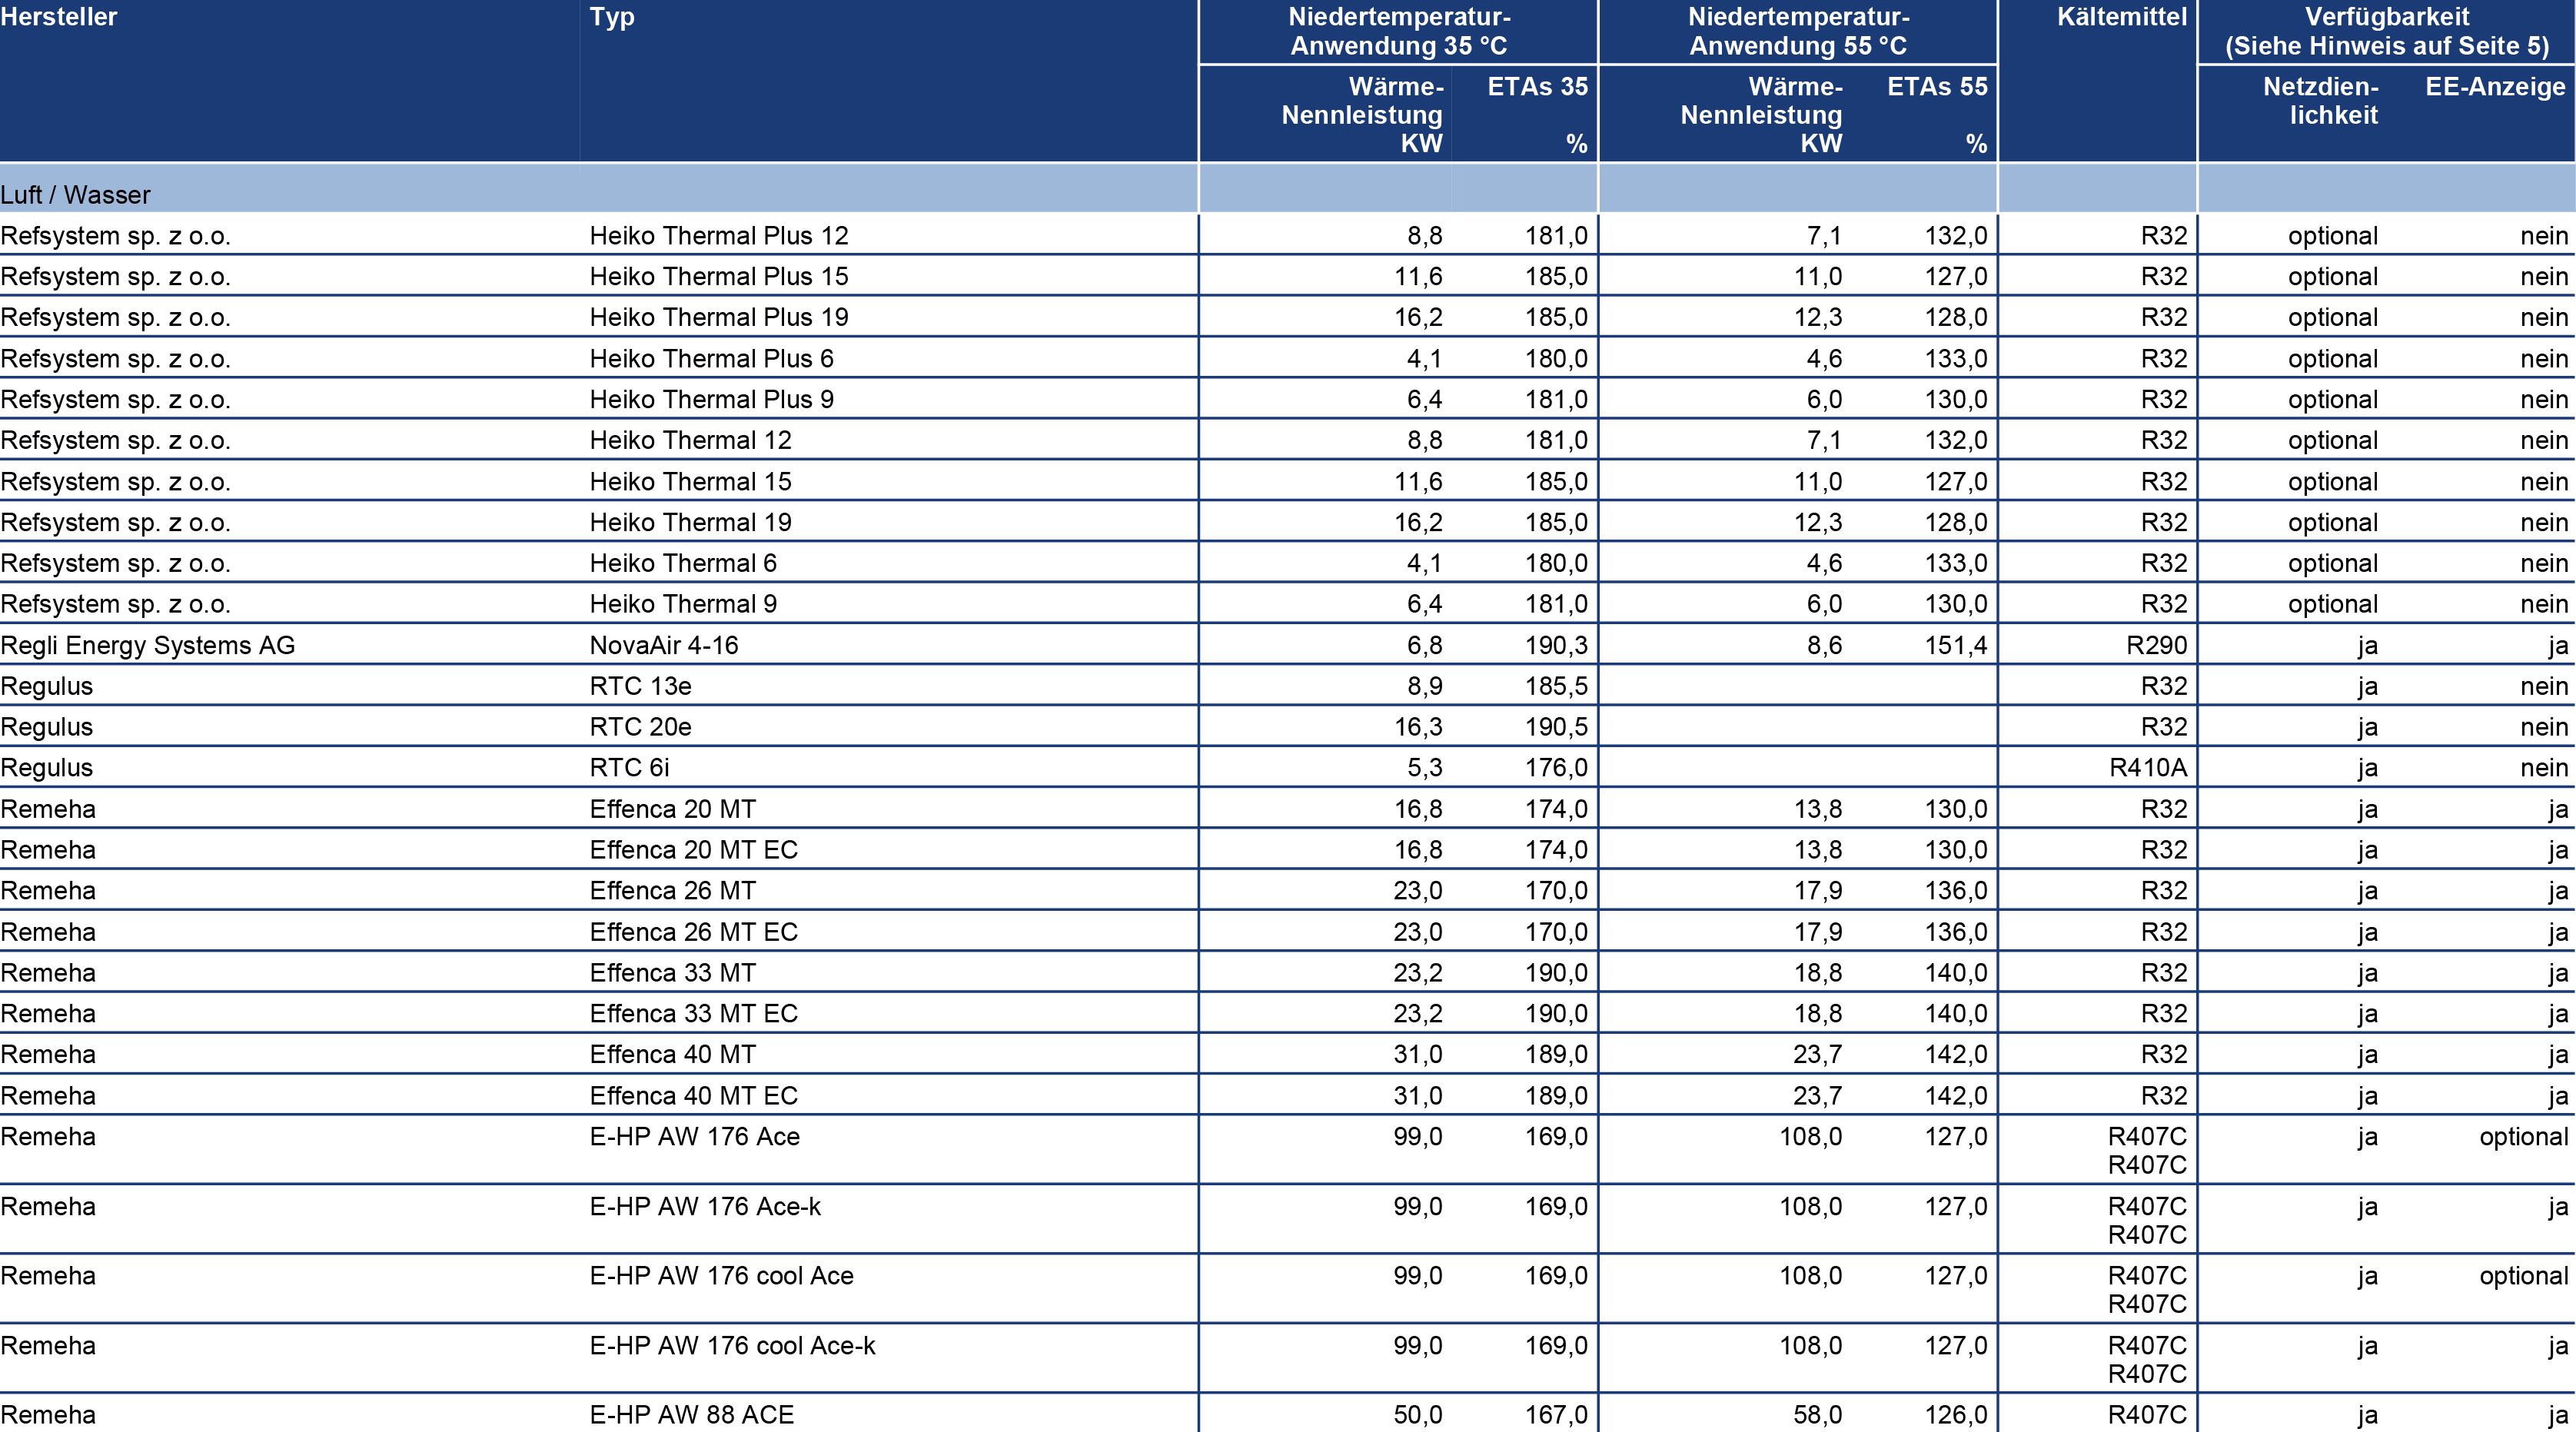 Hersteller Typ Niedertemperatur- Niedertemperatur- Kältemittel Verfügbarkeit
Anwendung 35 °C Anwendung 55 °C (Siehe Hinweis auf Seite 5)
Wärme- ETAs 35 Wärme- ETAs 55 Netzdien- EE-Anzeige
Nennleistung Nennleistung lichkeit
KW % KW %
Luft / Wasser
Refsystem sp. z o.o. Heiko Thermal Plus 12 8,8 181,0 7,1 132,0 R32 optional nein
Refsystem sp. z o.o. Heiko Thermal Plus 15 11,6 185,0 11,0 127,0 R32 optional nein
Refsystem sp. z o.o. Heiko Thermal Plus 19 16,2 185,0 12,3 128,0 R32 optional nein
Refsystem sp. z o.o. Heiko Thermal Plus 6 4,1 180,0 4,6 133,0 R32 optional nein
Refsystem sp. z o.o. Heiko Thermal Plus 9 6,4 181,0 6,0 130,0 R32 optional nein
Refsystem sp. z o.o. Heiko Thermal 12 8,8 181,0 7,1 132,0 R32 optional nein
Refsystem sp. z o.o. Heiko Thermal 15 11,6 185,0 11,0 127,0 R32 optional nein
Refsystem sp. z o.o. Heiko Thermal 19 16,2 185,0 12,3 128,0 R32 optional nein
Refsystem sp. z o.o. Heiko Thermal 6 4,1 180,0 4,6 133,0 R32 optional nein
Refsystem sp. z o.o. Heiko Thermal 9 6,4 181,0 6,0 130,0 R32 optional nein
Regli Energy Systems AG NovaAir 4-16 6,8 190,3 8,6 151,4 R290 ja ja
Regulus RTC 13e 8,9 185,5 R32 ja nein
Regulus RTC 20e 16,3 190,5 R32 ja nein
Regulus RTC 6i 5,3 176,0 R410A ja nein
Remeha Effenca 20 MT 16,8 174,0 13,8 130,0 R32 ja ja
Remeha Effenca 20 MT EC 16,8 174,0 13,8 130,0 R32 ja ja
Remeha Effenca 26 MT 23,0 170,0 17,9 136,0 R32 ja ja
Remeha Effenca 26 MT EC 23,0 170,0 17,9 136,0 R32 ja ja
Remeha Effenca 33 MT 23,2 190,0 18,8 140,0 R32 ja ja
Remeha Effenca 33 MT EC 23,2 190,0 18,8 140,0 R32 ja ja
Remeha Effenca 40 MT 31,0 189,0 23,7 142,0 R32 ja ja
Remeha Effenca 40 MT EC 31,0 189,0 23,7 142,0 R32 ja ja
Remeha E-HP AW 176 Ace 99,0 169,0 108,0 127,0 R407C ja optional
R407C
Remeha E-HP AW 176 Ace-k 99,0 169,0 108,0 127,0 R407C ja ja
R407C
Remeha E-HP AW 176 cool Ace 99,0 169,0 108,0 127,0 R407C ja optional
R407C
Remeha E-HP AW 176 cool Ace-k 99,0 169,0 108,0 127,0 R407C ja ja
R407C
Remeha E-HP AW 88 ACE 50,0 167,0 58,0 126,0 R407C ja ja